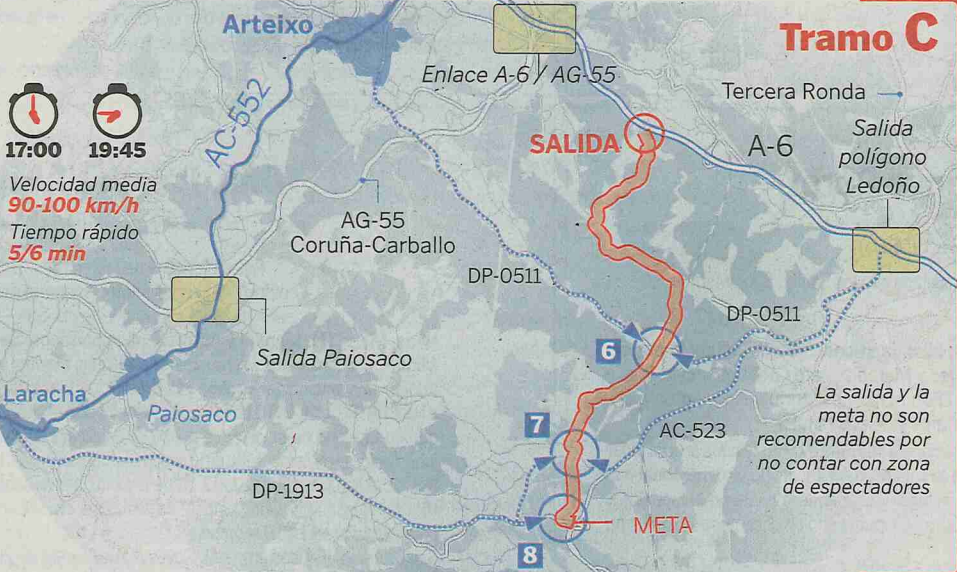 Tramo C
Arteixo
Enlace A-6 / AG-55
AC-552
17:00 19:45
Velocidad media
90-100 km/h
Tiempo rápido
5/6 min
SALIDA
Tercera Ronda
A-6
Salida
polígono
Ledoño
AG-55
Coruña-Carballo
DP-0511
DP-0511
6
Salida Paiosaco
Laracha
Paiosaco
7
AC-523
La salida y la
meta no son
recomendables por
no contar con zona
de espectadores
DP-1913
META
8